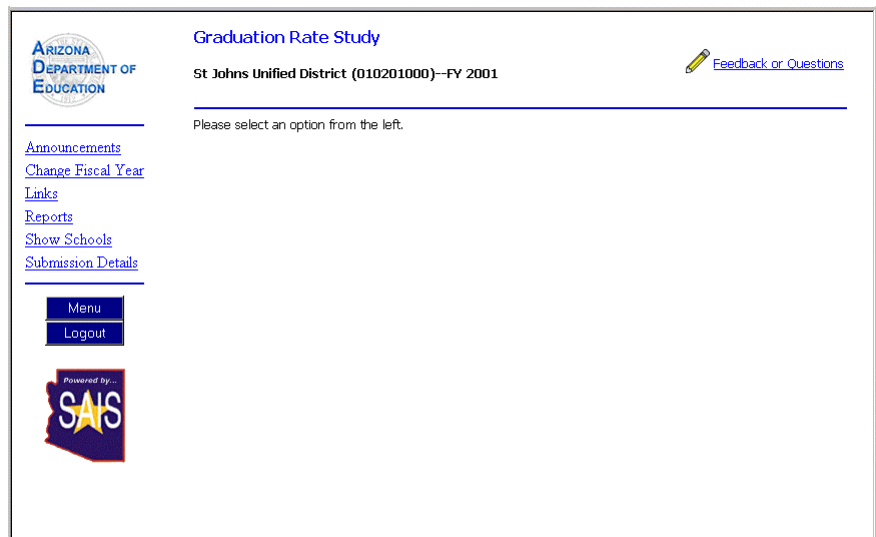 ARIZONA
DEPARTMENT OF
EDUCATION
Graduation Rate Study
St Johns Unified District (010201000)--FY 2001
Feedback or Questions
Please select an option from the left.
Announcements
Change Fiscal Year
Links
Reports
Show Schools
Submission Details
Menu
Logout
Powered by...
SAIS